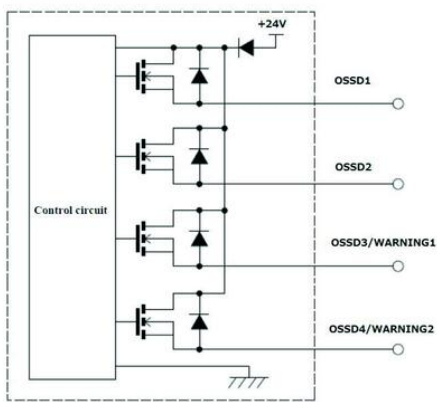 +24V
OSSD1
OSSD2
Control circuit
OSSD3/WARNING1
OSSD4/WARNING2